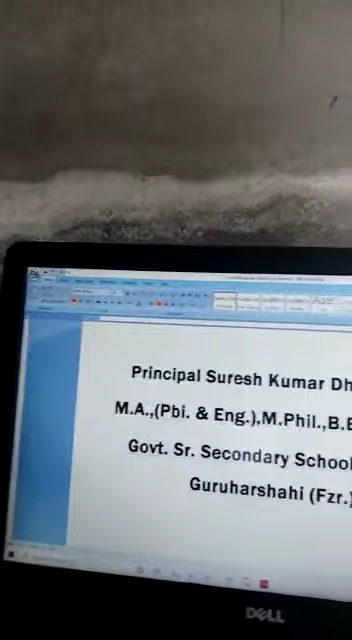 Principal Suresh Kumar Dh
M.A.,(Pbi. & Eng.),M.Phil.,B.E
Govt. Sr. Secondary School
Guruharshahi (Fzr.)
DELL